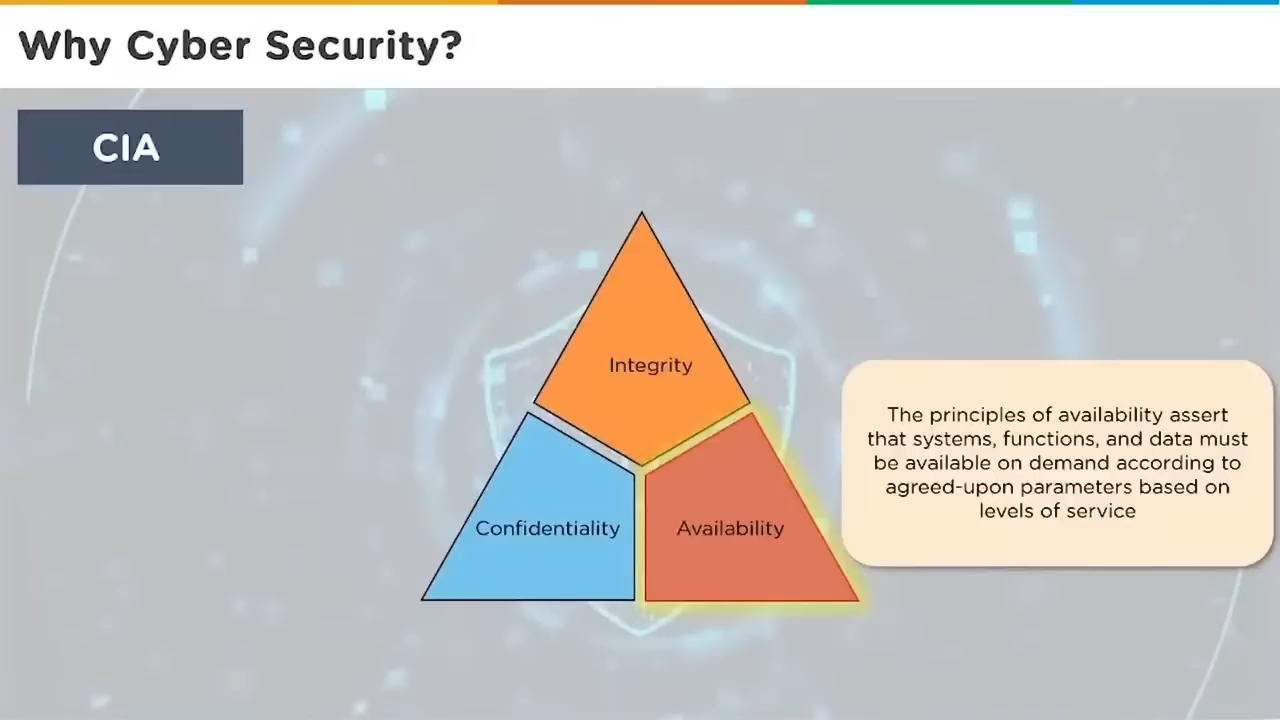 Why Cyber Security?
CIA
Integrity
Confidentiality
Availability
The principles of availability assert
that systems, functions, and data must
be available on demand according to
agreed-upon parameters based on
levels of service